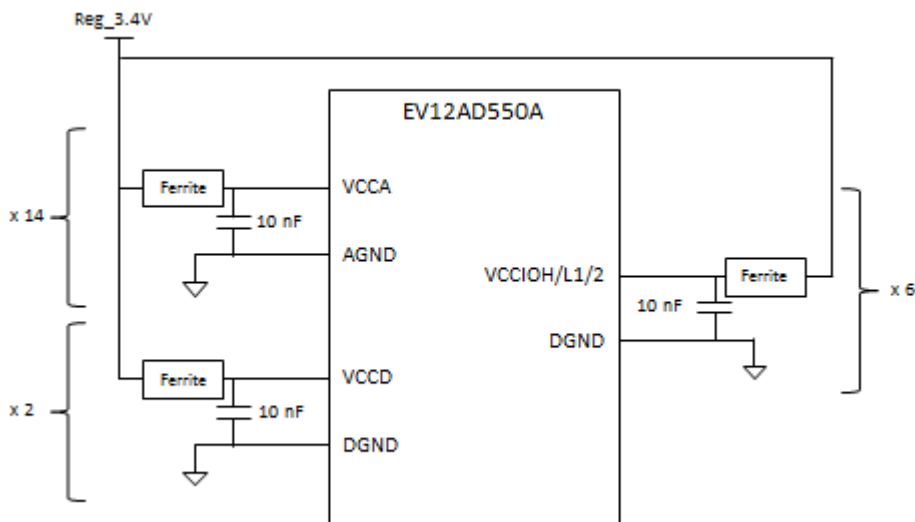 Reg_3.4V
EV12AD550A
Ferrite
VCCA
x 14
10 nF
AGND
VCCIOH/L1/2
Ferrite
x 6
10 nF
DGND
Ferrite
VCCD
x 2
10 nF
DGND